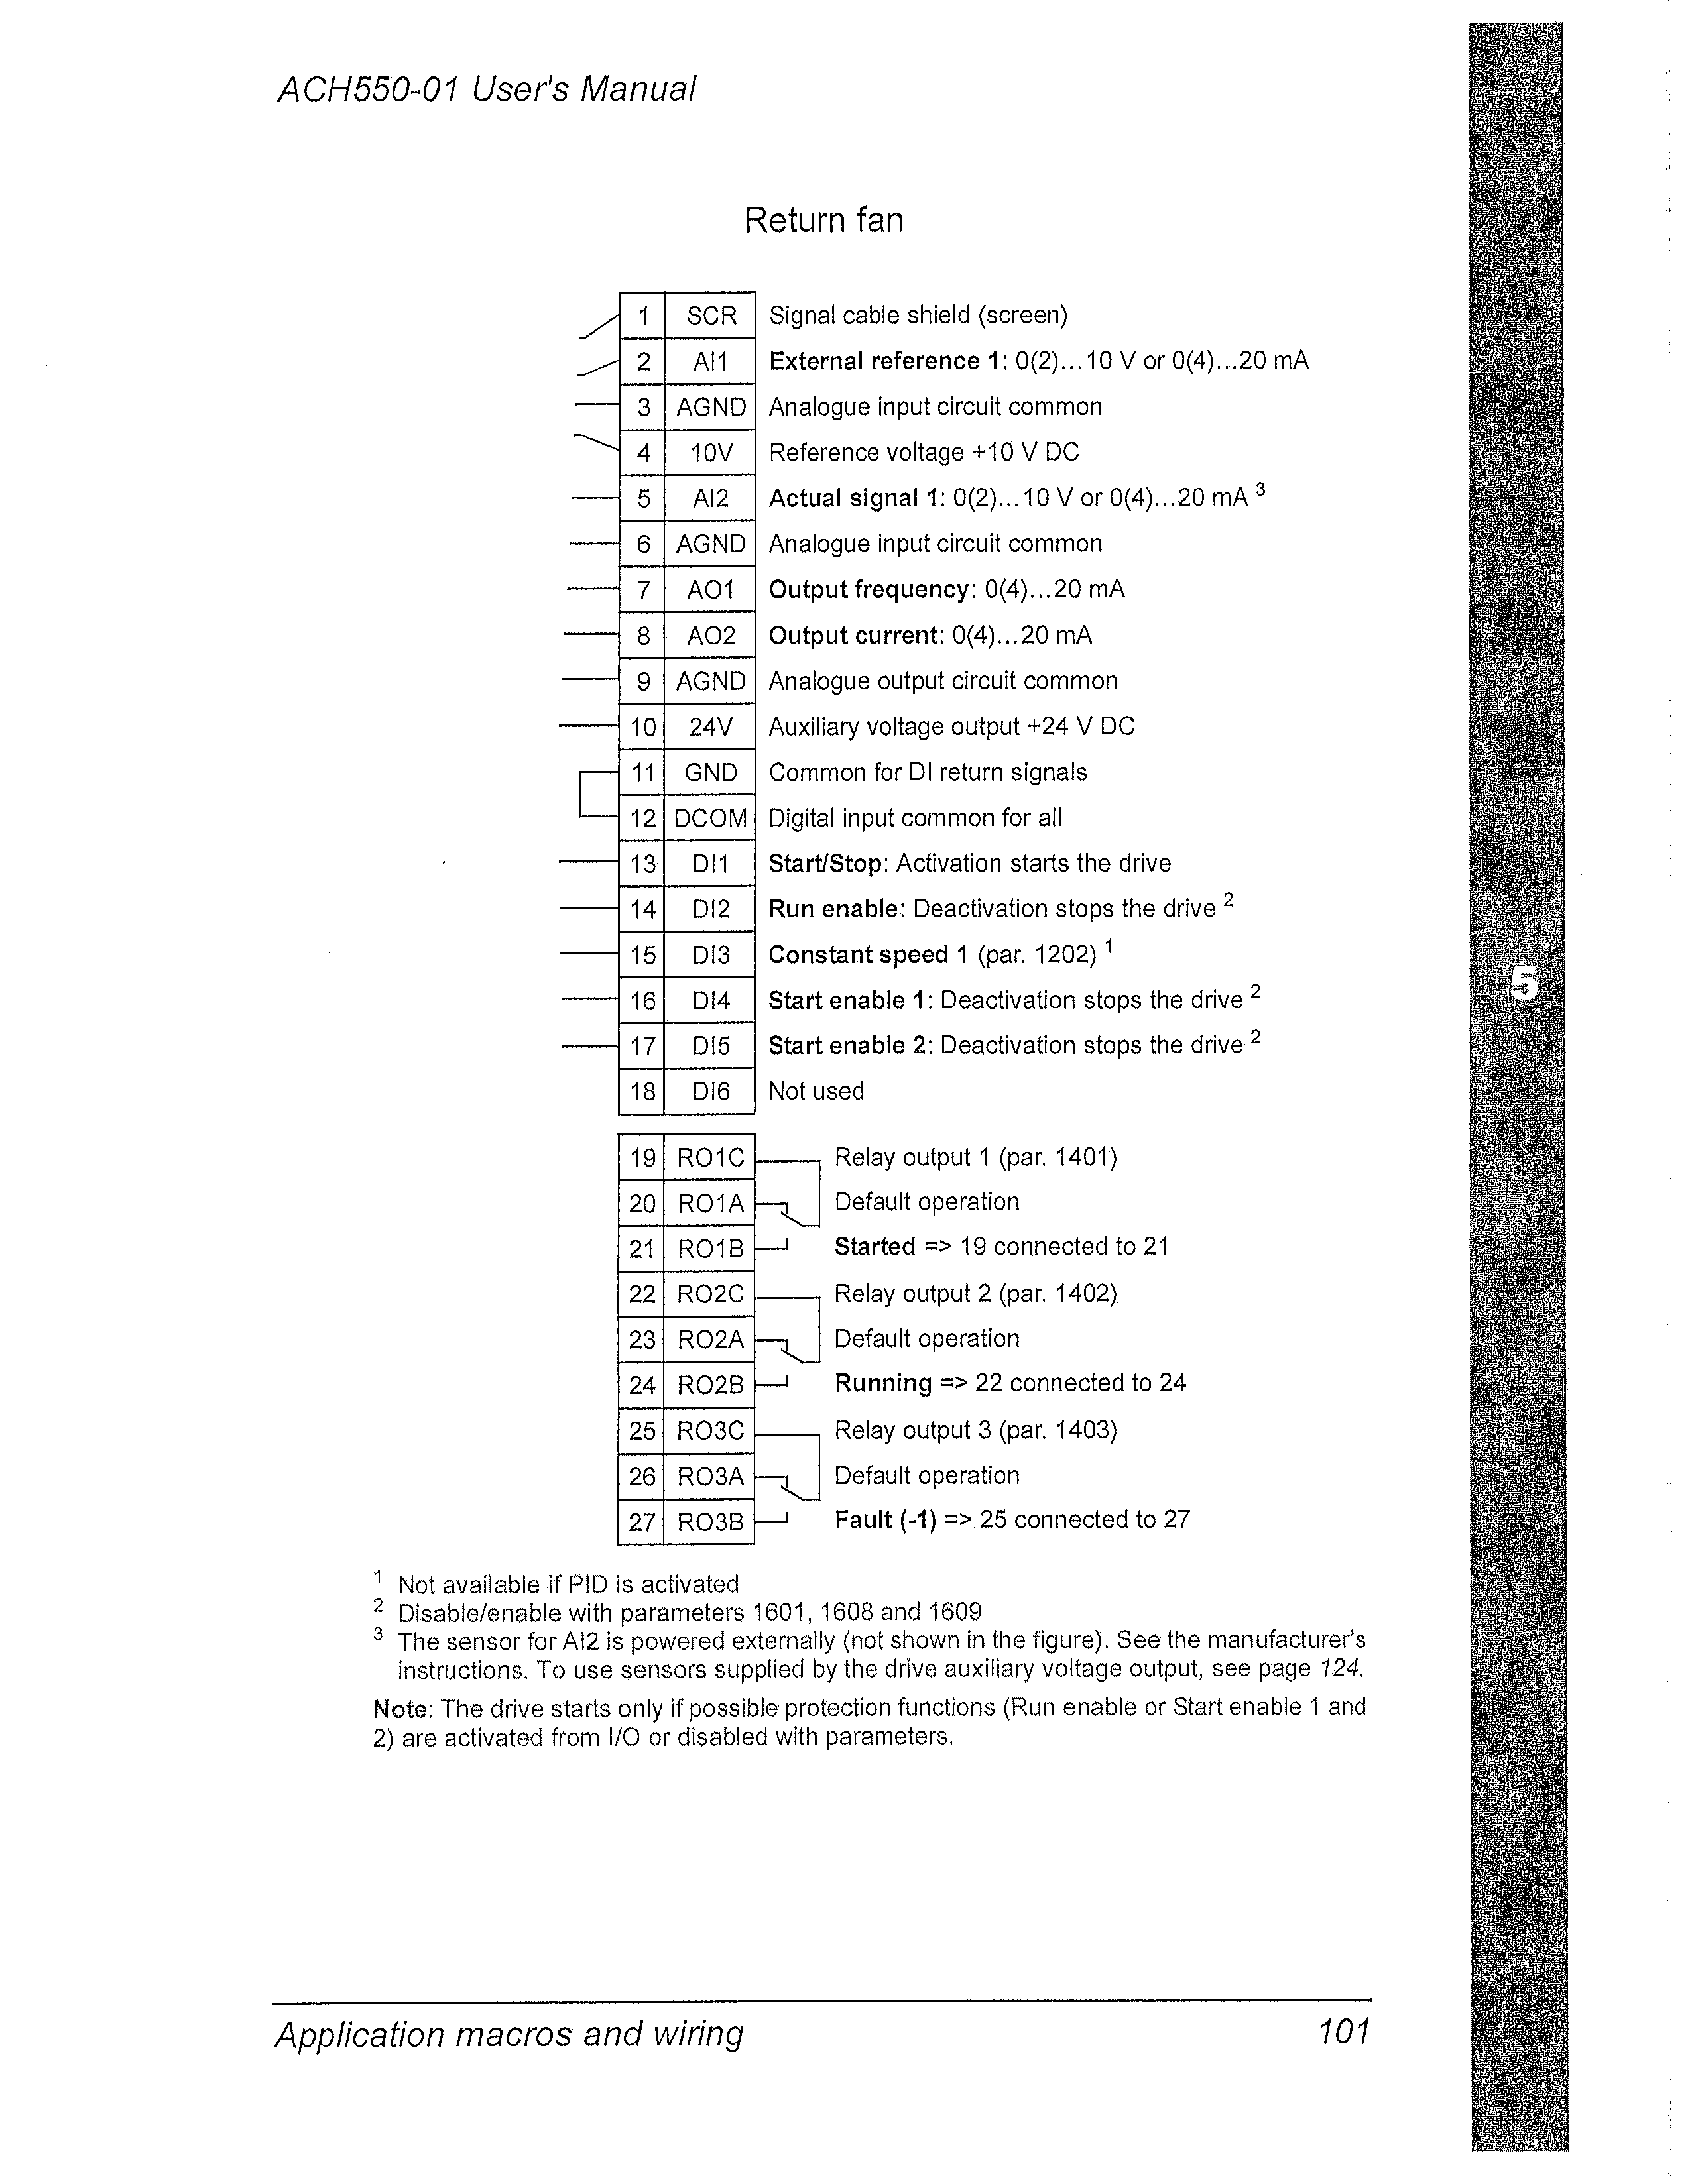 ACH550-01 User's Manual
Return fan
1 SCR Signal cable shield (screen)
2 AI1 External reference 1: 0(2)...10 V or 0(4)...20 mA
3 AGND Analogue input circuit common
4 10V Reference voltage +10 V DC
5 AI2 Actual signal 1: 0(2)...10 V or 0(4)...20 mA 3
6 AGND Analogue input circuit common
7 AO1 Output frequency: 0(4)...20 mA
8 AO2 Output current: 0(4)...20 mA
9 AGND Analogue output circuit common
10 24V Auxiliary voltage output +24 V DC
11 GND Common for DI return signals
12 DCOM Digital input common for all
13 DI1 Start/Stop: Activation starts the drive
14 DI2 Run enable: Deactivation stops the drive 2
15 DI3 Constant speed 1 (par. 1202) 1
16 DI4 Start enable 1: Deactivation stops the drive 2
17 DI5 Start enable 2: Deactivation stops the drive 2
18 DI6 Not used
19 RO1C Relay output 1 (par. 1401)
20 RO1A Default operation
21 RO1B Started => 19 connected to 21
22 RO2C Relay output 2 (par. 1402)
23 RO2A Default operation
24 RO2B Running => 22 connected to 24
25 RO3C Relay output 3 (par. 1403)
26 RO3A Default operation
27 RO3B Fault (-1) => 25 connected to 27
1 Not available if PID is activated
2 Disable/enable with parameters 1601, 1608 and 1609
3 The sensor for AI2 is powered externally (not shown in the figure). See the manufacturer's
instructions. To use sensors supplied by the drive auxiliary voltage output, see page 124.
Note: The drive starts only if possible protection functions (Run enable or Start enable 1 and
2) are activated from I/O or disabled with parameters.
5
Application macros and wiring 101